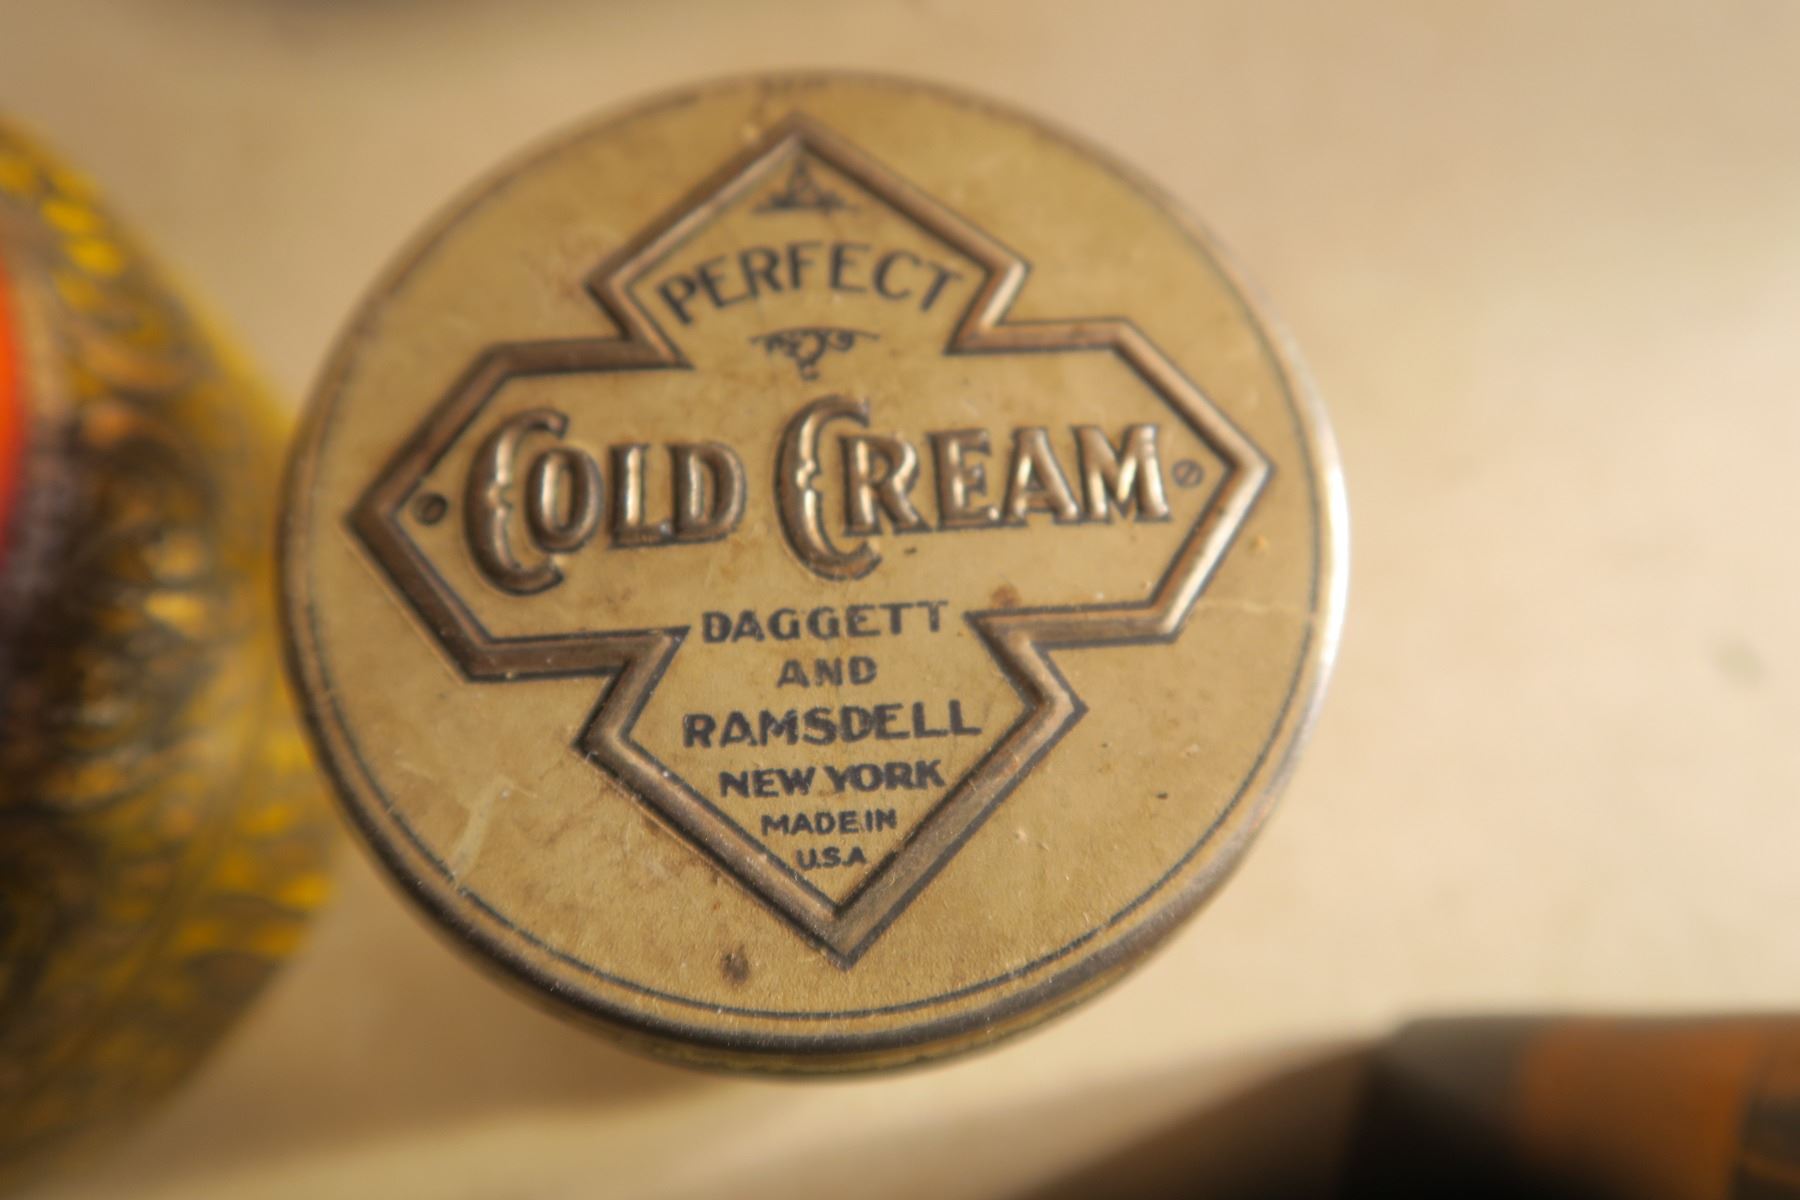 PERFECT
COLD CREAM
DAGGETT
AND
RAMSDELL
NEW YORK
MADE IN
U.S.A